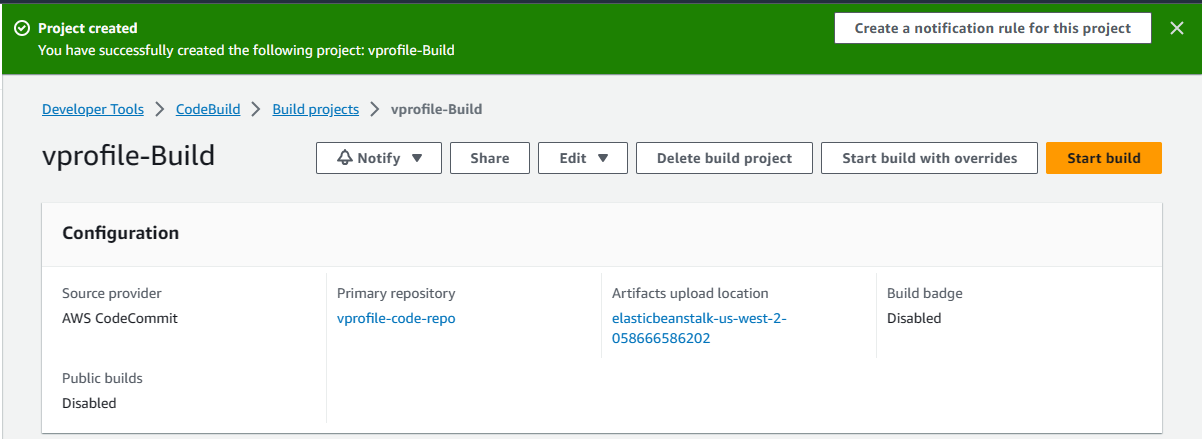 Project created
You have successfully created the following project: vprofile-Build
Create a notification rule for this project
Developer Tools
CodeBuild
Build projects
vprofile-Build
vprofile-Build
Notify
Share
Edit
Delete build project
Start build with overrides
Start build
Configuration
Source provider
AWS CodeCommit
Primary repository
vprofile-code-repo
Artifacts upload location
elasticbeanstalk-us-west-2-
058666586202
Build badge
Disabled
Public builds
Disabled